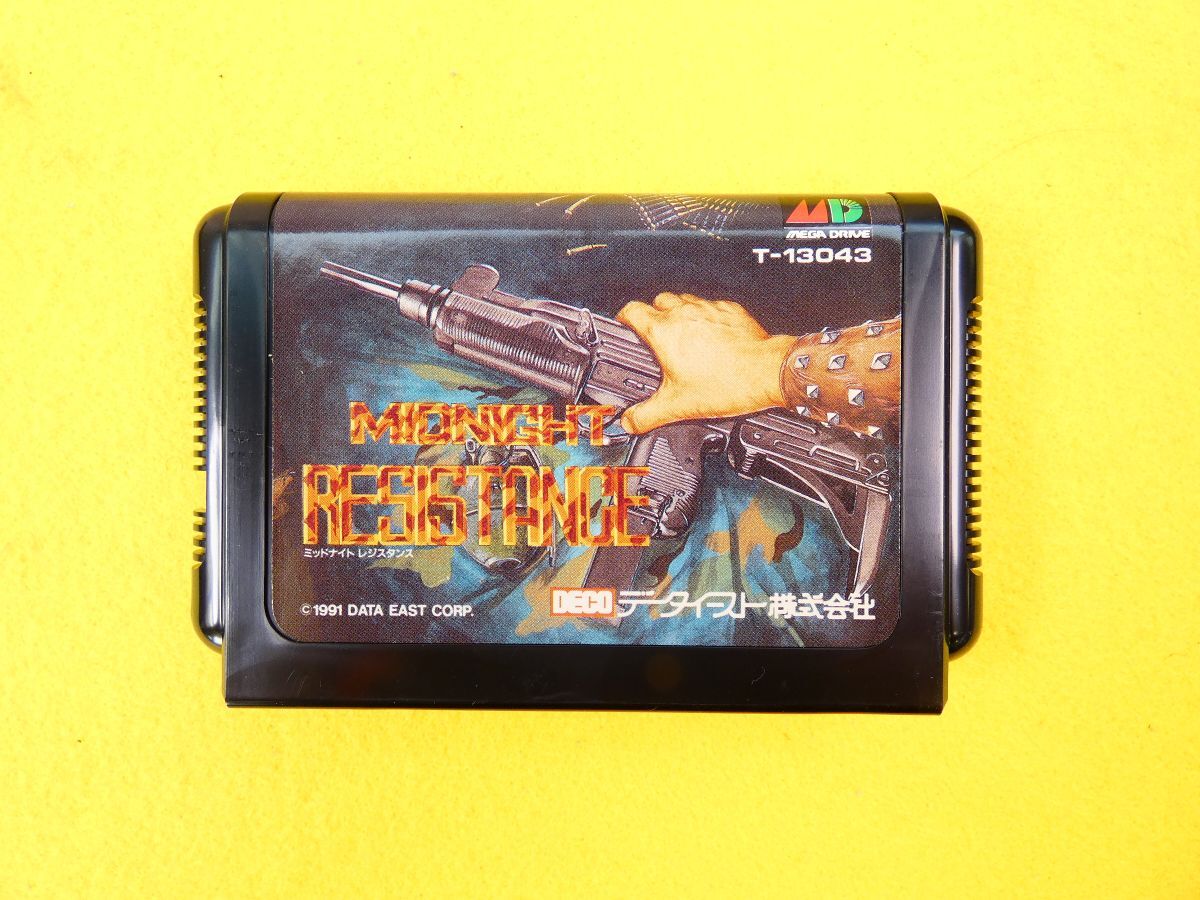 MD
MEGA DRIVE
T-13043
MIDNIGHT
RESISTANCE
ミッドナイト レジスタンス
©1991 DATA EAST CORP.
DECO データイースト株式会社